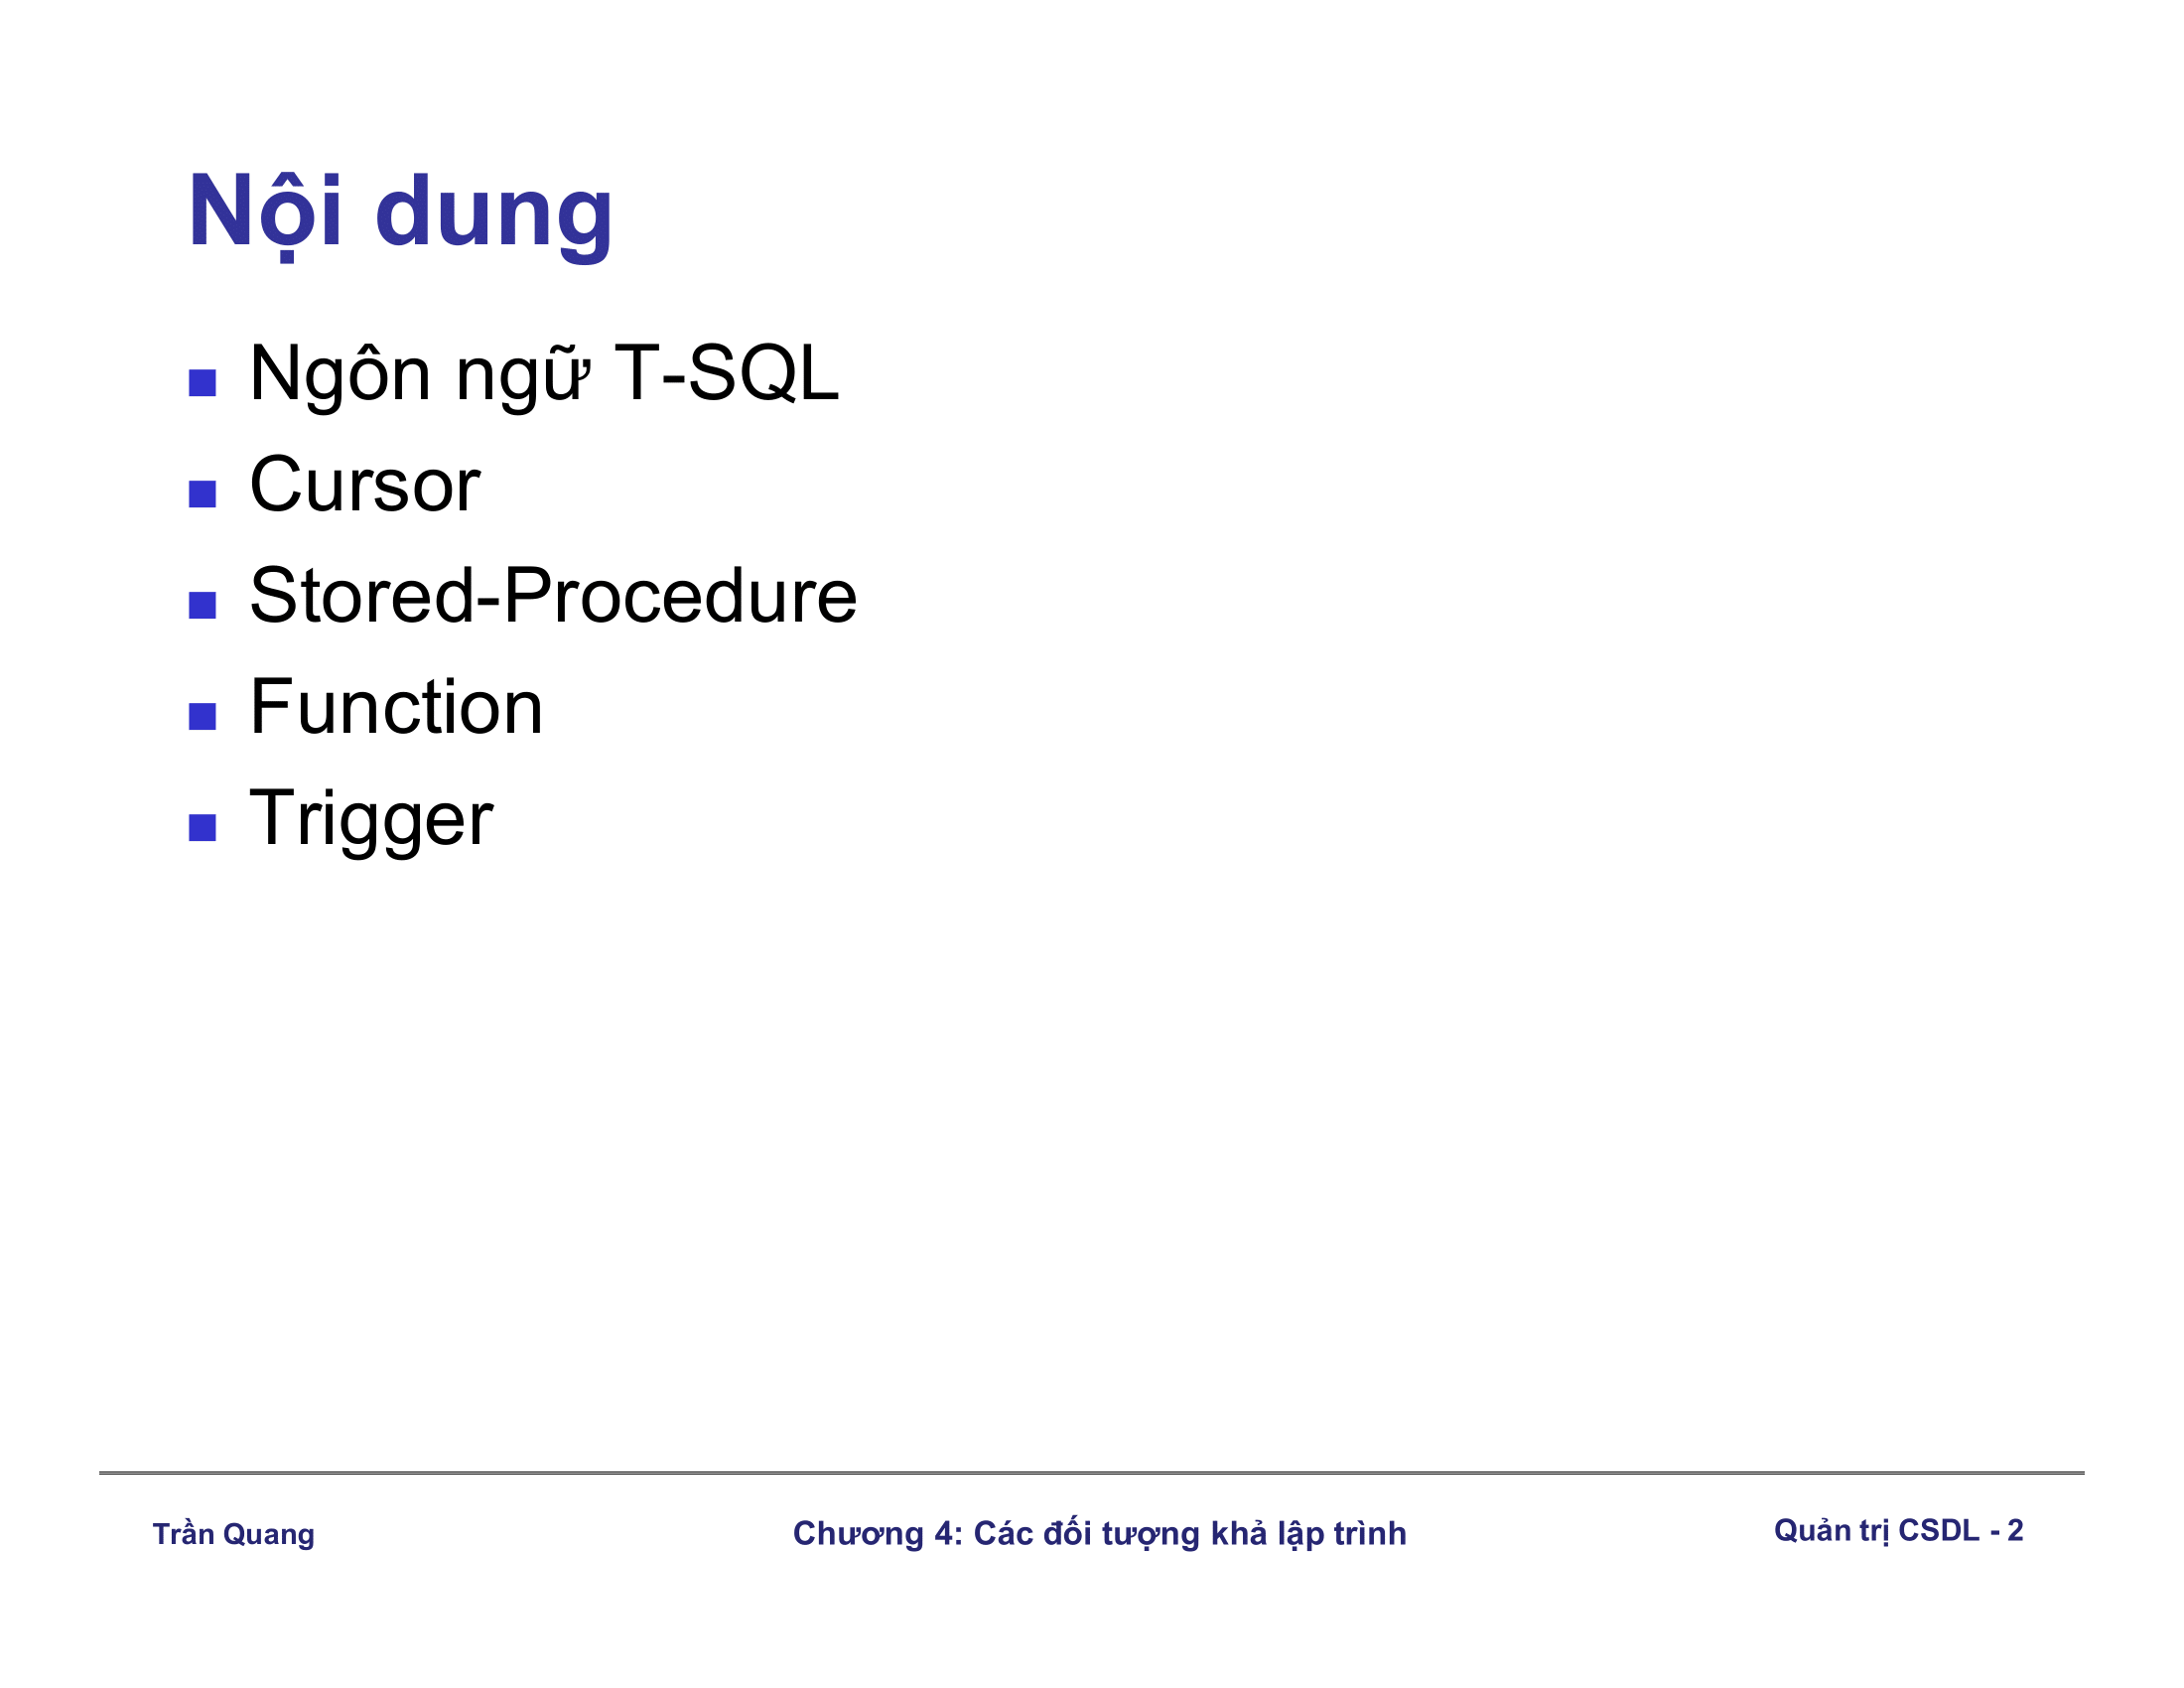 Nội dung
Ngôn ngữ T-SQL
Cursor
Stored-Procedure
Function
Trigger
Trần Quang
Chương 4: Các đối tượng khả lập trình
Quản trị CSDL - 2